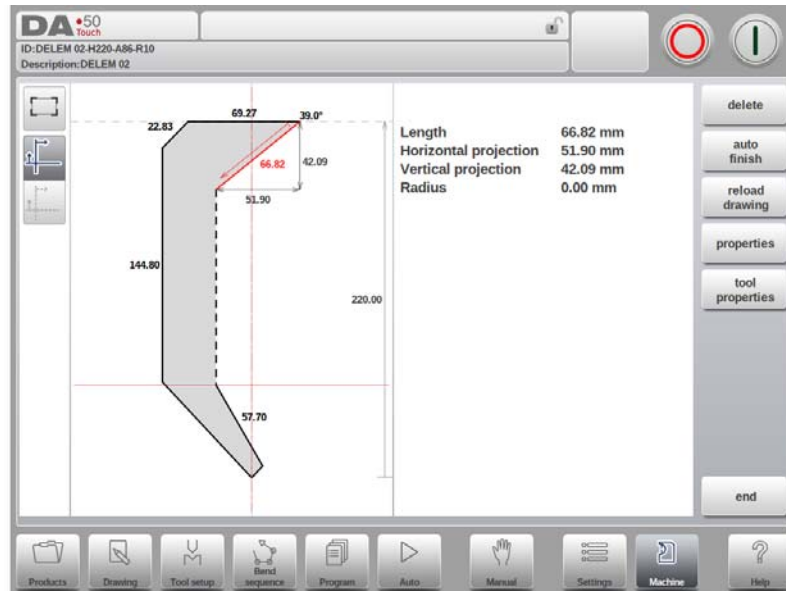 DA•50
Touch
ID:DELEM 02-H220-A86-R10
Description:DELEM 02
69.27
39.0°
22.83
66.82
42.09
51.90
144.80
220.00
57.70
Length 66.82 mm
Horizontal projection 51.90 mm
Vertical projection 42.09 mm
Radius 0.00 mm
delete
auto
finish
reload
drawing
properties
tool
properties
end
Products
Drawing
Tool setup
Bend
sequence
Program
Auto
Manual
Settings
Machine
Help